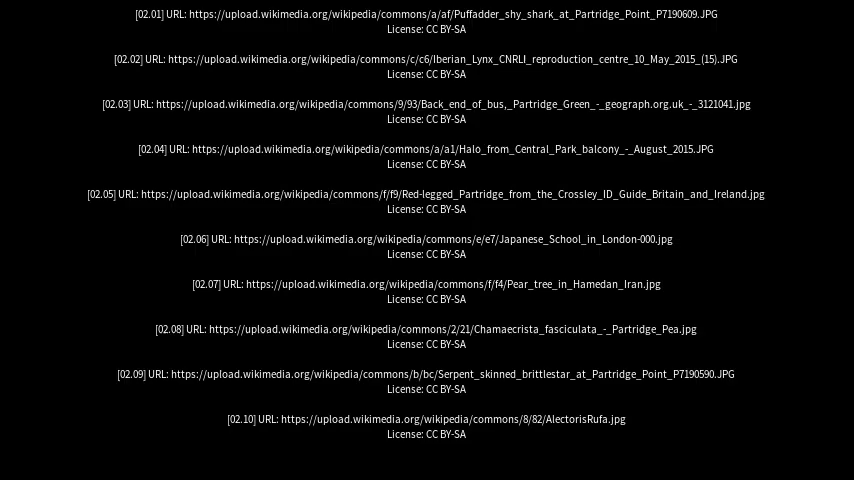 [02.01] URL: https://upload.wikimedia.org/wikipedia/commons/a/af/Puffadder_shy_shark_at_Partridge_Point_P7190609.JPG
License: CC BY-SA
[02.02] URL: https://upload.wikimedia.org/wikipedia/commons/c/c6/Iberian_Lynx_CNRLI_reproduction_centre_10_May_2015_(15).JPG
License: CC BY-SA
[02.03] URL: https://upload.wikimedia.org/wikipedia/commons/9/93/Back_end_of_bus,_Partridge_Green_-_geograph.org.uk_-_3121041.jpg
License: CC BY-SA
[02.04] URL: https://upload.wikimedia.org/wikipedia/commons/a/a1/Halo_from_Central_Park_balcony_-_August_2015.JPG
License: CC BY-SA
[02.05] URL: https://upload.wikimedia.org/wikipedia/commons/f/f9/Red-legged_Partridge_from_the_Crossley_ID_Guide_Britain_and_Ireland.jpg
License: CC BY-SA
[02.06] URL: https://upload.wikimedia.org/wikipedia/commons/e/e7/Japanese_School_in_London-000.jpg
License: CC BY-SA
[02.07] URL: https://upload.wikimedia.org/wikipedia/commons/f/f4/Pear_tree_in_Hamedan_Iran.jpg
License: CC BY-SA
[02.08] URL: https://upload.wikimedia.org/wikipedia/commons/2/21/Chamaecrista_fasciculata_-_Partridge_Pea.jpg
License: CC BY-SA
[02.09] URL: https://upload.wikimedia.org/wikipedia/commons/b/bc/Serpent_skinned_brittlestar_at_Partridge_Point_P7190590.JPG
License: CC BY-SA
[02.10] URL: https://upload.wikimedia.org/wikipedia/commons/8/82/AlectorisRufa.jpg
License: CC BY-SA